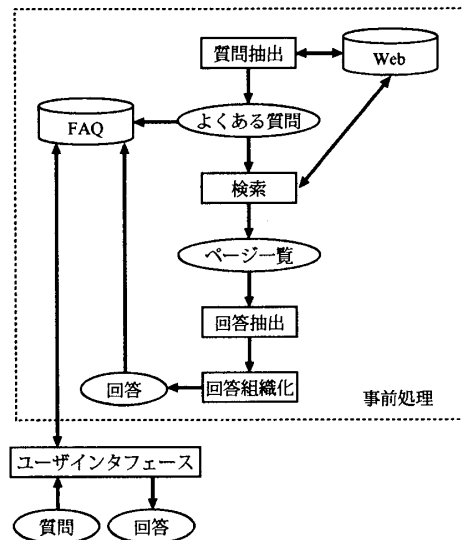 質問抽出
Web
FAQ
よくある質問
検索
ページ一覧
回答抽出
回答
回答組織化
事前処理
ユーザインタフェース
質問
回答